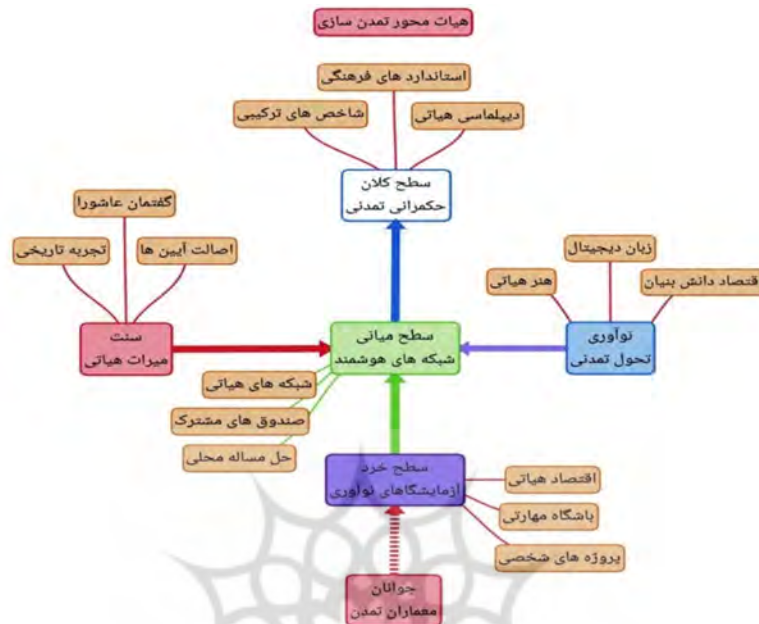 هیات محور تمدن سازی
استاندارد های فرهنگی
شاخص های ترکیبی
دیپلماسی هیاتی
سطح کلان
حکمرانی تمدنی
گفتمان عاشورا
تجربه تاریخی
اصالت آیین ها
زبان دیجیتال
هنر هیاتی
قتصاد دانش بنیان
سنت
میراث هیاتی
سطح میانی
شبکه های هوشمند
نوآوری
تحول تمدنی
شبکه های هیاتی
صندوق های مشترک
حل مساله محلی
سطح خرد
آزمایشگاهای نوآوری
اقتصاد هیاتی
باشگاه مهارتی
پروژه های شخصی
جوانان
معماران تمدن